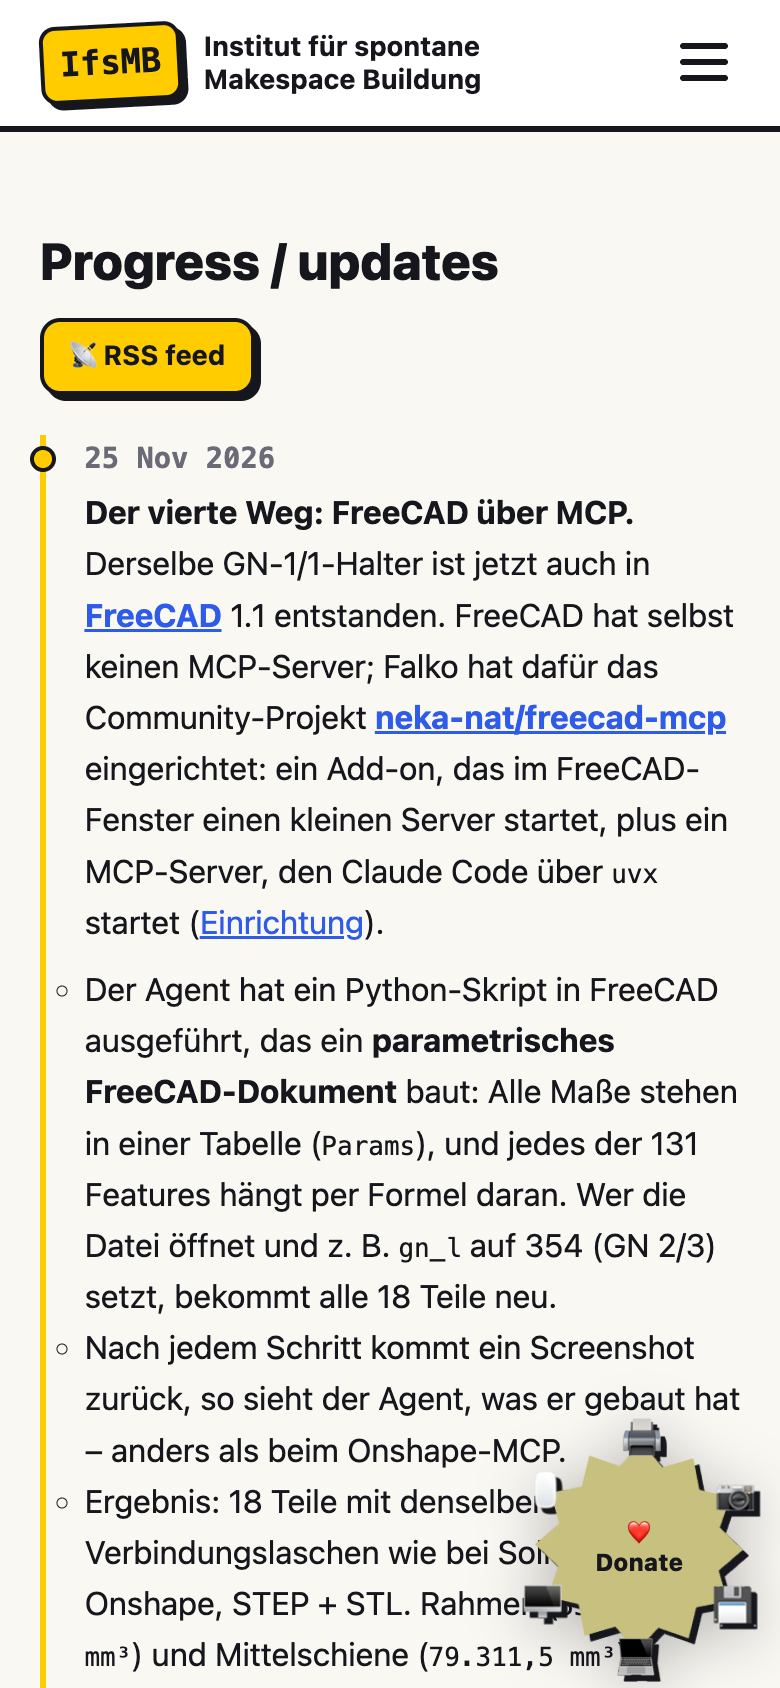 IfsMB
Institut für spontane
Makespace Buildung
Progress / updates
RSS feed
25 Nov 2026
Der vierte Weg: FreeCAD über MCP.
Derselbe GN-1/1-Halter ist jetzt auch in
FreeCAD 1.1 entstanden. FreeCAD hat selbst
keinen MCP-Server; Falko hat dafür das
Community-Projekt neka-nat/freecad-mcp
eingerichtet: ein Add-on, das im FreeCAD-
Fenster einen kleinen Server startet, plus ein
MCP-Server, den Claude Code über uvx
startet (Einrichtung).
Der Agent hat ein Python-Skript in FreeCAD
ausgeführt, das ein parametrisches
FreeCAD-Dokument baut: Alle Maße stehen
in einer Tabelle (Params), und jedes der 131
Features hängt per Formel daran. Wer die
Datei öffnet und z. B. gn_l auf 354 (GN 2/3)
setzt, bekommt alle 18 Teile neu.
Nach jedem Schritt kommt ein Screenshot
zurück, so sieht der Agent, was er gebaut hat
– anders als beim Onshape-MCP.
Ergebnis: 18 Teile mit denselben
Verbindungslaschen wie bei
Onshape, STEP + STL. Rahmen
mm³) und Mittelschiene (79.311,5 mm³
Donate